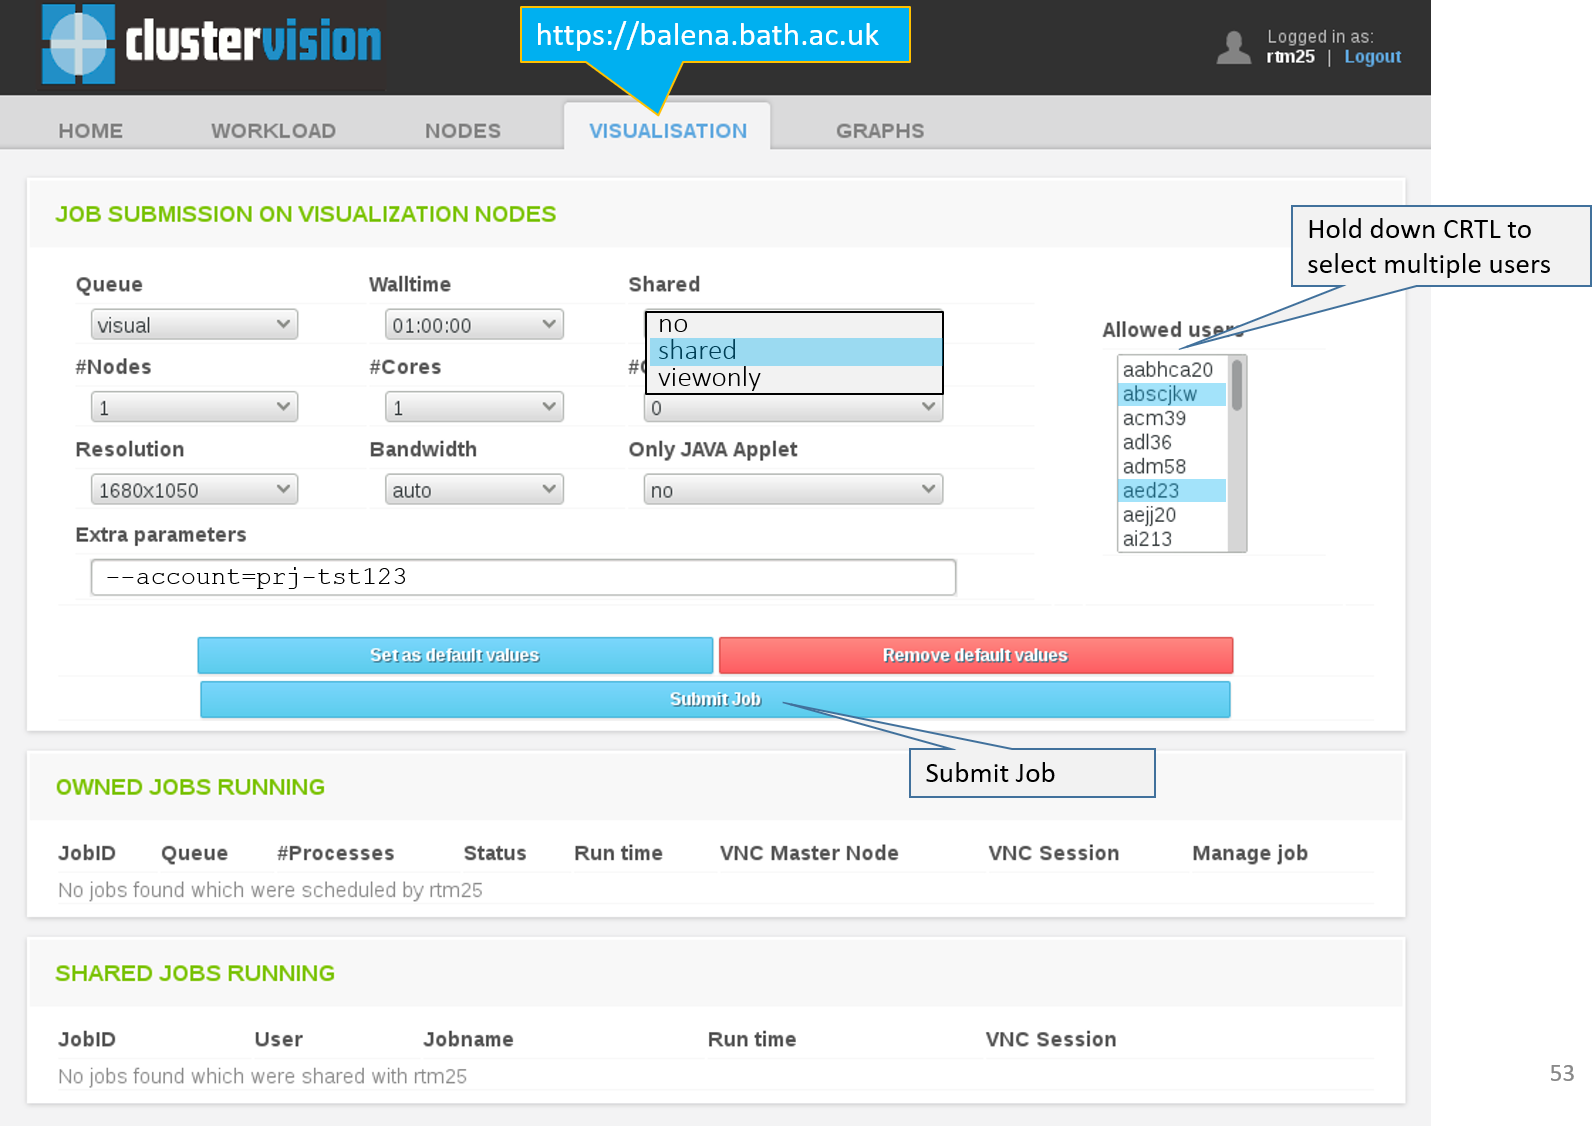 clustervision
https://balena.bath.ac.uk
Logged in as:
rtm25 | Logout
HOME WORKLOAD NODES VISUALISATION GRAPHS
JOB SUBMISSION ON VISUALIZATION NODES
Hold down CRTL to
select multiple users
Queue Walltime Shared
visual 01:00:00
no
shared
viewonly
Allowed users
#Nodes #Cores
1 1 0
Resolution Bandwidth Only JAVA Applet
1680x1050 auto no
aabhca20
abscjkw
acm39
adl36
adm58
aed23
aejj20
ai213
Extra parameters
--account=prj-tst123
Set as default values Remove default values
Submit Job
Submit Job
OWNED JOBS RUNNING
JobID Queue #Processes Status Run time VNC Master Node VNC Session Manage job
No jobs found which were scheduled by rtm25
SHARED JOBS RUNNING
JobID User Jobname Run time VNC Session
No jobs found which were shared with rtm25
53